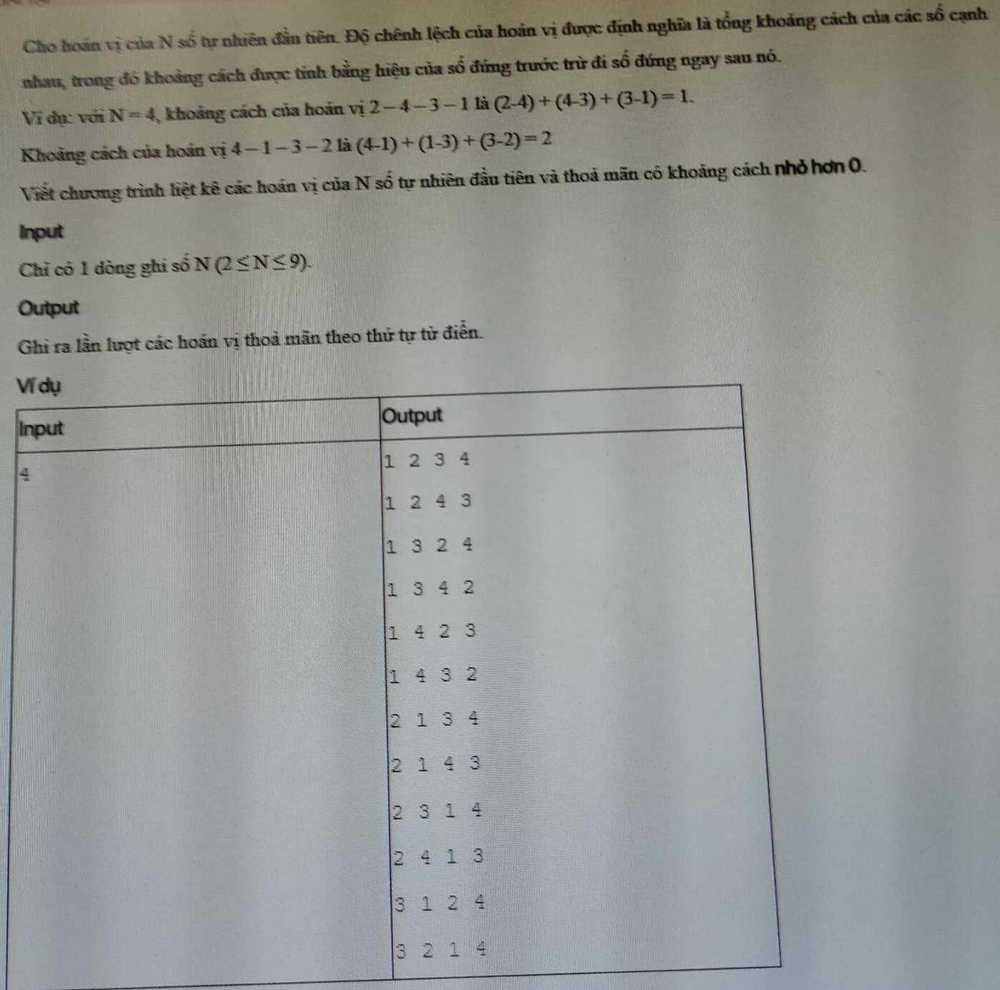 Cho hoán vị của N số tự nhiên đầu tiên. Độ chênh lệch của hoán vị được định nghĩa là tổng khoảng cách của các số cạnh
nhau, trong đó khoảng cách được tính bằng hiệu của số đứng trước trừ đi số đứng ngay sau nó.
Ví dụ: với N = 4, khoảng cách của hoán vị 2 – 4 – 3 – 1 là (2-4) + (4-3) + (3-1) = 1.
Khoảng cách của hoán vị 4 – 1 – 3 – 2 là (4-1) + (1-3) + (3-2) = 2
Viết chương trình liệt kê các hoán vị của N số tự nhiên đầu tiên và thoả mãn có khoảng cách nhỏ hơn 0.
Input
Chỉ có 1 dòng ghi số N (2 ≤ N ≤ 9).
Output
Ghi ra lần lượt các hoán vị thoả mãn theo thứ tự từ điển.
Ví dụ
Input Output
4 1 2 3 4
1 2 4 3
1 3 2 4
1 3 4 2
1 4 2 3
1 4 3 2
2 1 3 4
2 1 4 3
2 3 1 4
2 4 1 3
3 1 2 4
3 2 1 4